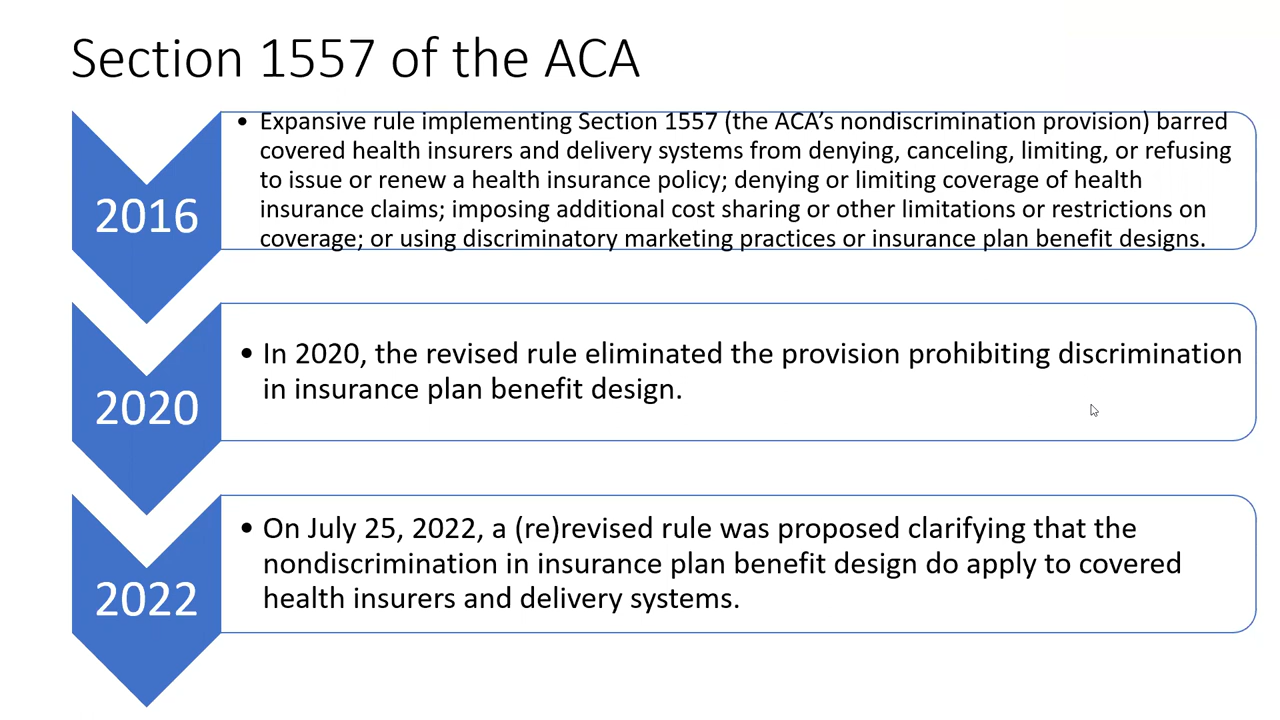 Section 1557 of the ACA
2016
• Expansive rule implementing Section 1557 (the ACA’s nondiscrimination provision) barred
covered health insurers and delivery systems from denying, canceling, limiting, or refusing
to issue or renew a health insurance policy; denying or limiting coverage of health
insurance claims; imposing additional cost sharing or other limitations or restrictions on
coverage; or using discriminatory marketing practices or insurance plan benefit designs.
2020
• In 2020, the revised rule eliminated the provision prohibiting discrimination
in insurance plan benefit design.
2022
• On July 25, 2022, a (re)revised rule was proposed clarifying that the
nondiscrimination in insurance plan benefit design do apply to covered
health insurers and delivery systems.